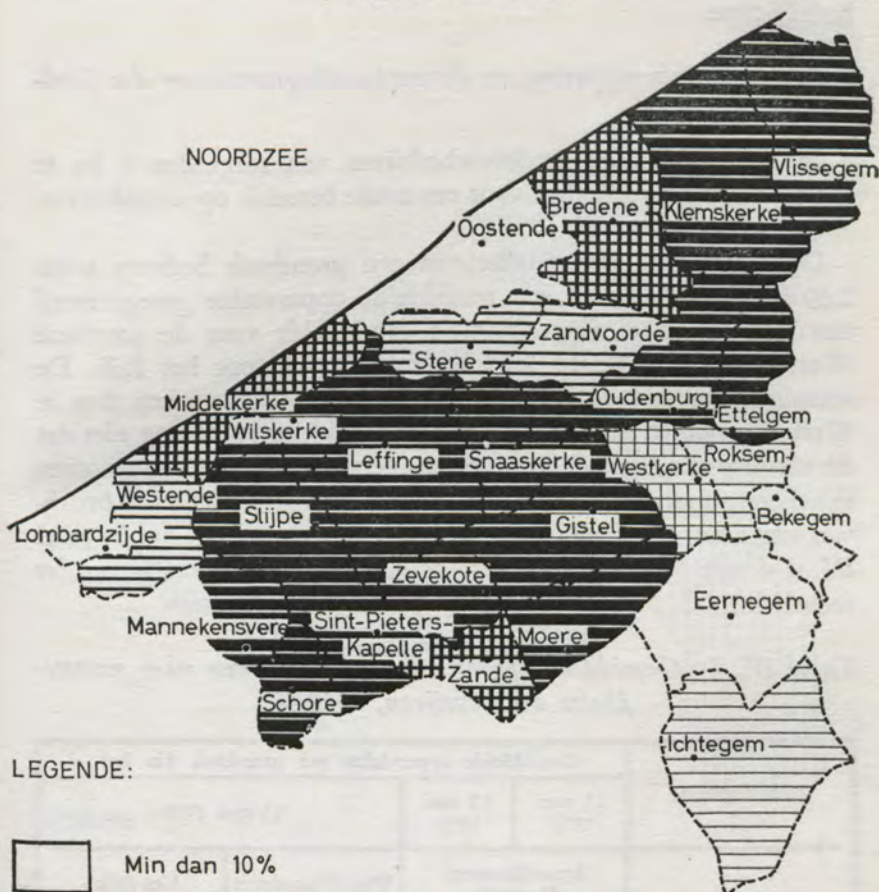 NOORDZEE
Vlissegem
Bredene
Klemskerke
Oostende
Zandvoorde
Stene
Oudenburg
Middelkerke
Ettelgem
Wilskerke
Roksem
Leffinge
Snaaskerke
Westkerke
Westende
Bekegem
Slijpe
Gistel
Lombardzijde
Zevekote
Eernegem
Sint-Pieters-
Mannekensvere
Moere
Kapelle
Zande
Schore
Ichtegem
LEGENDE:
Min dan 10%